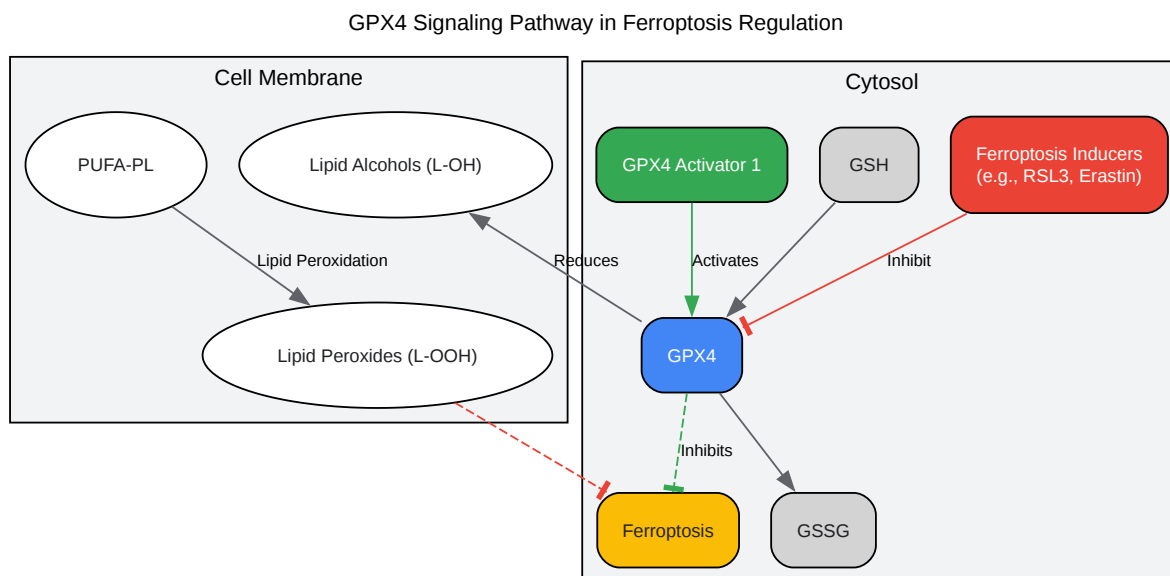 GPX4 Signaling Pathway in Ferroptosis Regulation
Cell Membrane
Cytosol
PUFA-PL
Lipid Alcohols (L-OH)
GPX4 Activator 1
GSH
Ferroptosis Inducers
(e.g., RSL3, Erastin)
Lipid Peroxidation
Reduces
Activates
Inhibit
Lipid Peroxides (L-OOH)
GPX4
Inhibits
Ferroptosis
GSSG